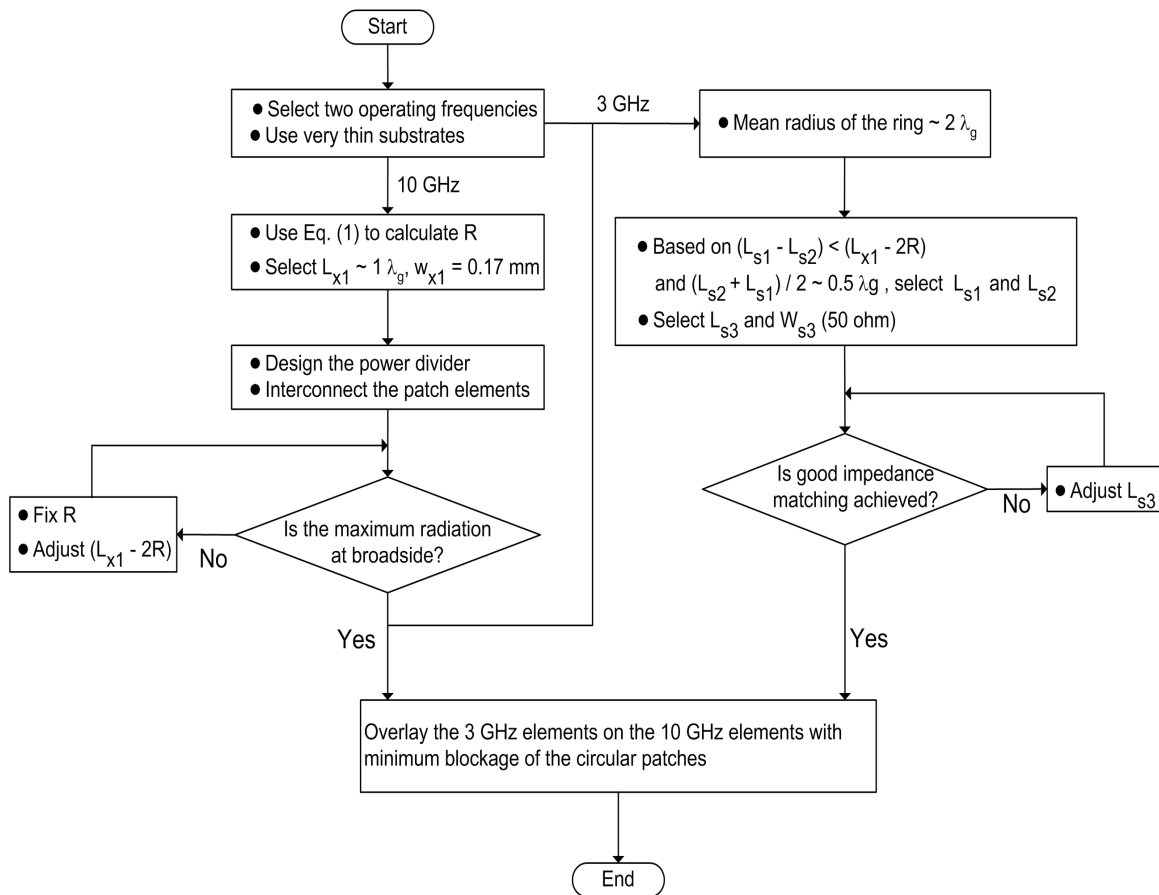 Start
● Select two operating frequencies
● Use very thin substrates
3 GHz
● Mean radius of the ring ~ 2 λg
10 GHz
● Use Eq. (1) to calculate R
● Select Lx1 ~ 1 λg, wx1 = 0.17 mm
● Based on (Ls1 - Ls2) < (Lx1 - 2R)
and (Ls2 + Ls1) / 2 ~ 0.5 λg , select Ls1 and Ls2
● Select Ls3 and Ws3 (50 ohm)
● Design the power divider
● Interconnect the patch elements
Is good impedance
matching achieved?
No
● Adjust Ls3
● Fix R
● Adjust (Lx1 - 2R)
No
Is the maximum radiation
at broadside?
Yes
Yes
Overlay the 3 GHz elements on the 10 GHz elements with
minimum blockage of the circular patches
End